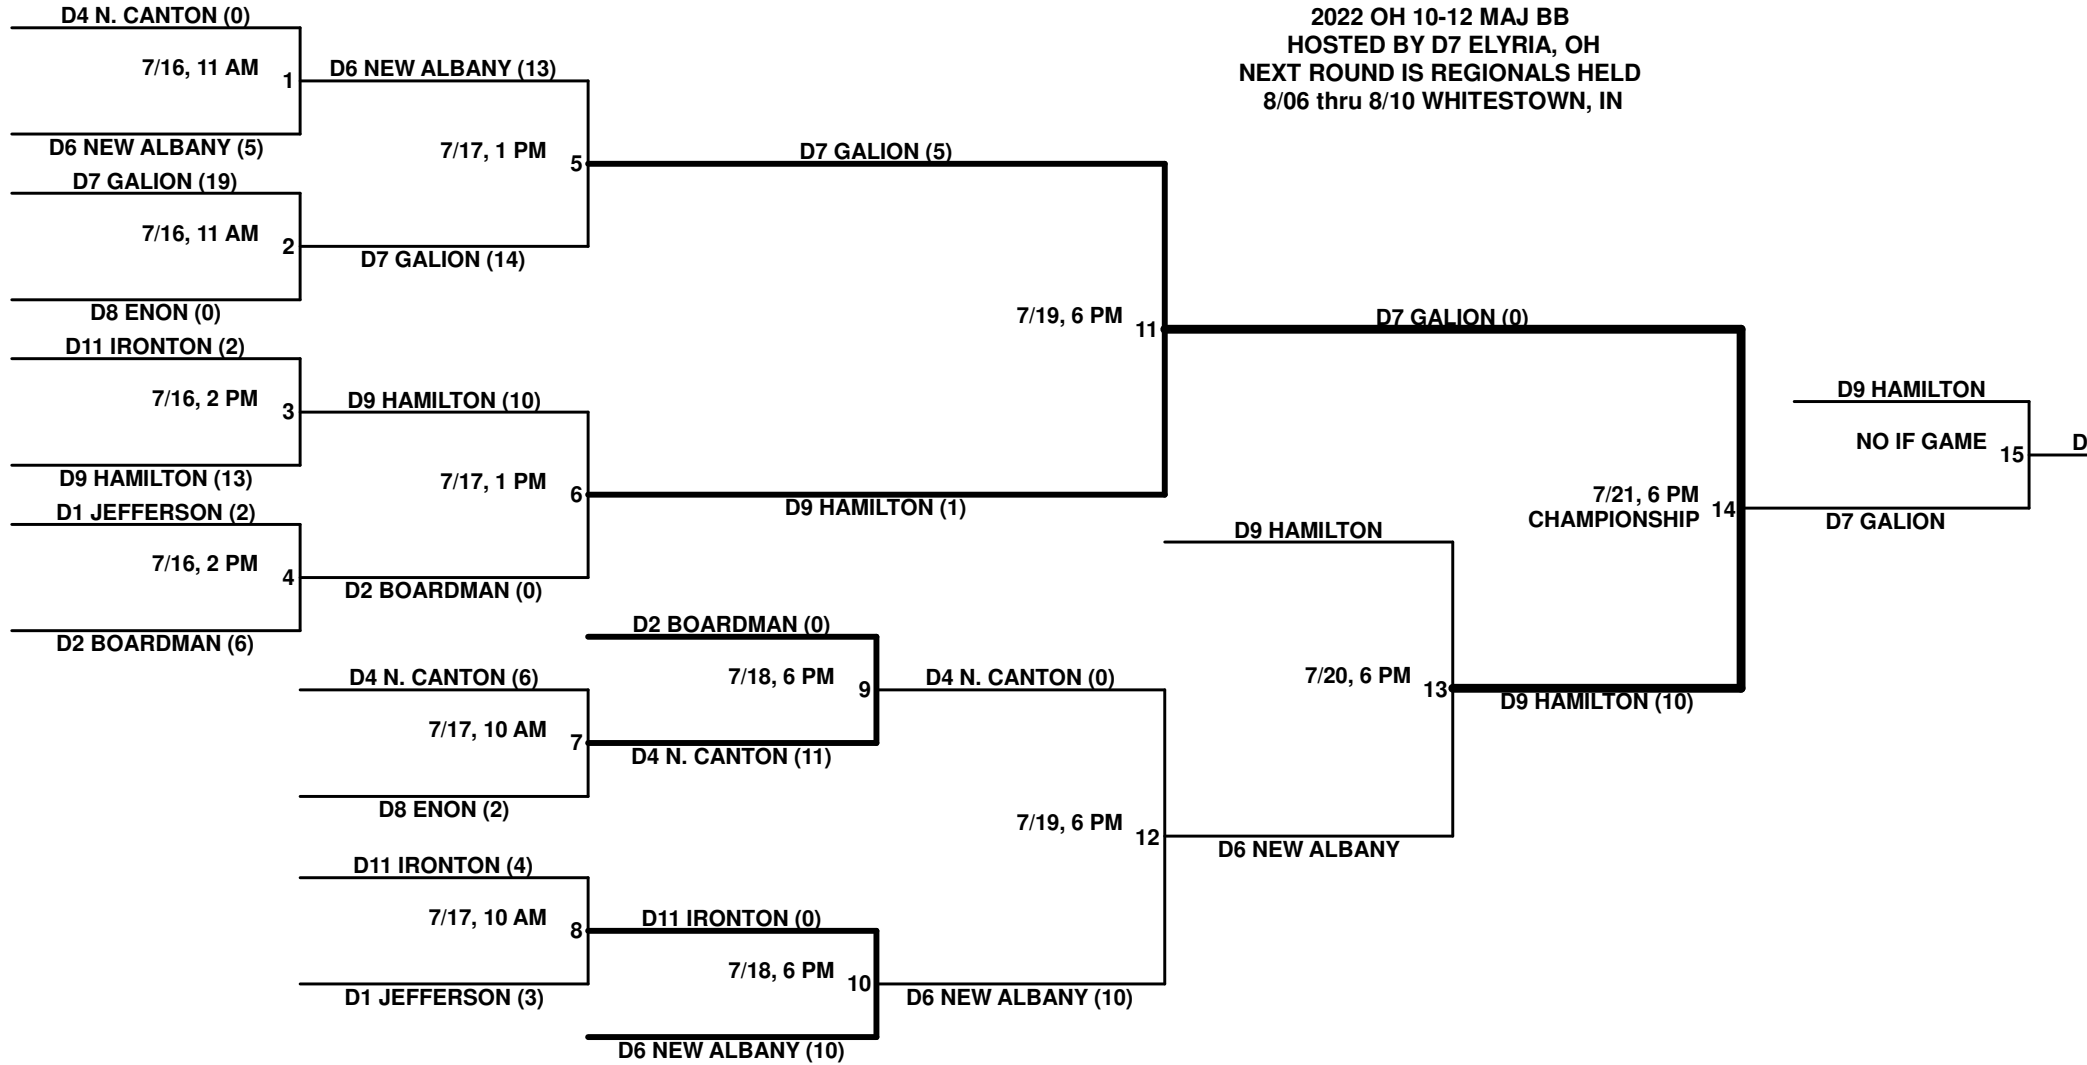 2022 OH 10-12 MAJ BB
HOSTED BY D7 ELYRIA, OH
NEXT ROUND IS REGIONALS HELD
8/06 thru 8/10 WHITESTOWN, IN
D4 N. CANTON (0)
7/16, 11 AM
1
D6 NEW ALBANY (5)
D7 GALION (19)
7/16, 11 AM
2
D8 ENON (0)
D11 IRONTON (2)
7/16, 2 PM
3
D9 HAMILTON (13)
D1 JEFFERSON (2)
7/16, 2 PM
4
D2 BOARDMAN (6)
D6 NEW ALBANY (13)
7/17, 1 PM
5
D7 GALION (14)
D9 HAMILTON (10)
7/17, 1 PM
6
D2 BOARDMAN (0)
D4 N. CANTON (6)
7/17, 10 AM
7
D8 ENON (2)
D11 IRONTON (4)
7/17, 10 AM
8
D1 JEFFERSON (3)
D2 BOARDMAN (0)
7/18, 6 PM
9
D4 N. CANTON (11)
D11 IRONTON (0)
7/18, 6 PM
10
D6 NEW ALBANY (10)
D7 GALION (5)
7/19, 6 PM
11
D9 HAMILTON (1)
D4 N. CANTON (0)
7/19, 6 PM
12
D6 NEW ALBANY (10)
D9 HAMILTON
7/20, 6 PM
13
D6 NEW ALBANY
D7 GALION (0)
7/21, 6 PM
CHAMPIONSHIP
14
D9 HAMILTON (10)
D9 HAMILTON
NO IF GAME
15
D7 GALION
D